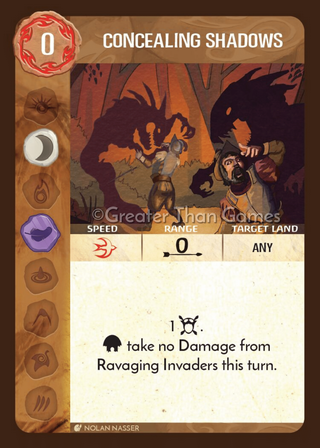 0
CONCEALING SHADOWS
©Greater Than Games
SPEED RANGE TARGET LAND
0 ANY
1 .
take no Damage from
Ravaging Invaders this turn.
NOLAN NASSER